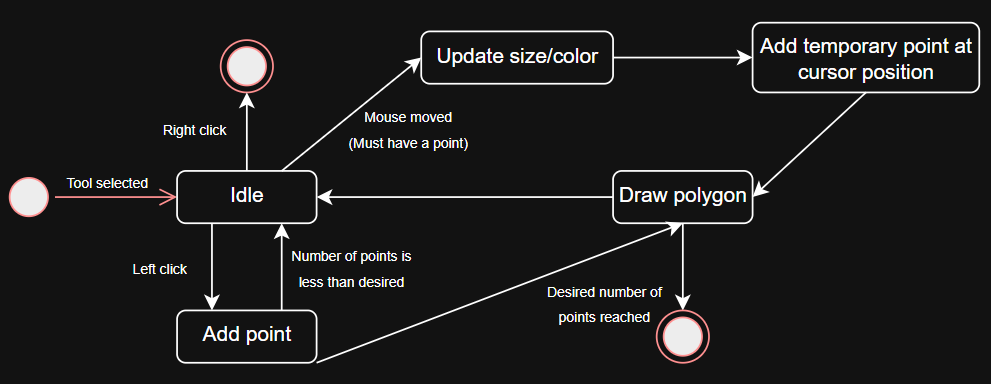 Update size/color
Add temporary point at
cursor position
Right click
Mouse moved
(Must have a point)
Tool selected
Idle
Draw polygon
Left click
Number of points is
less than desired
Desired number of
points reached
Add point